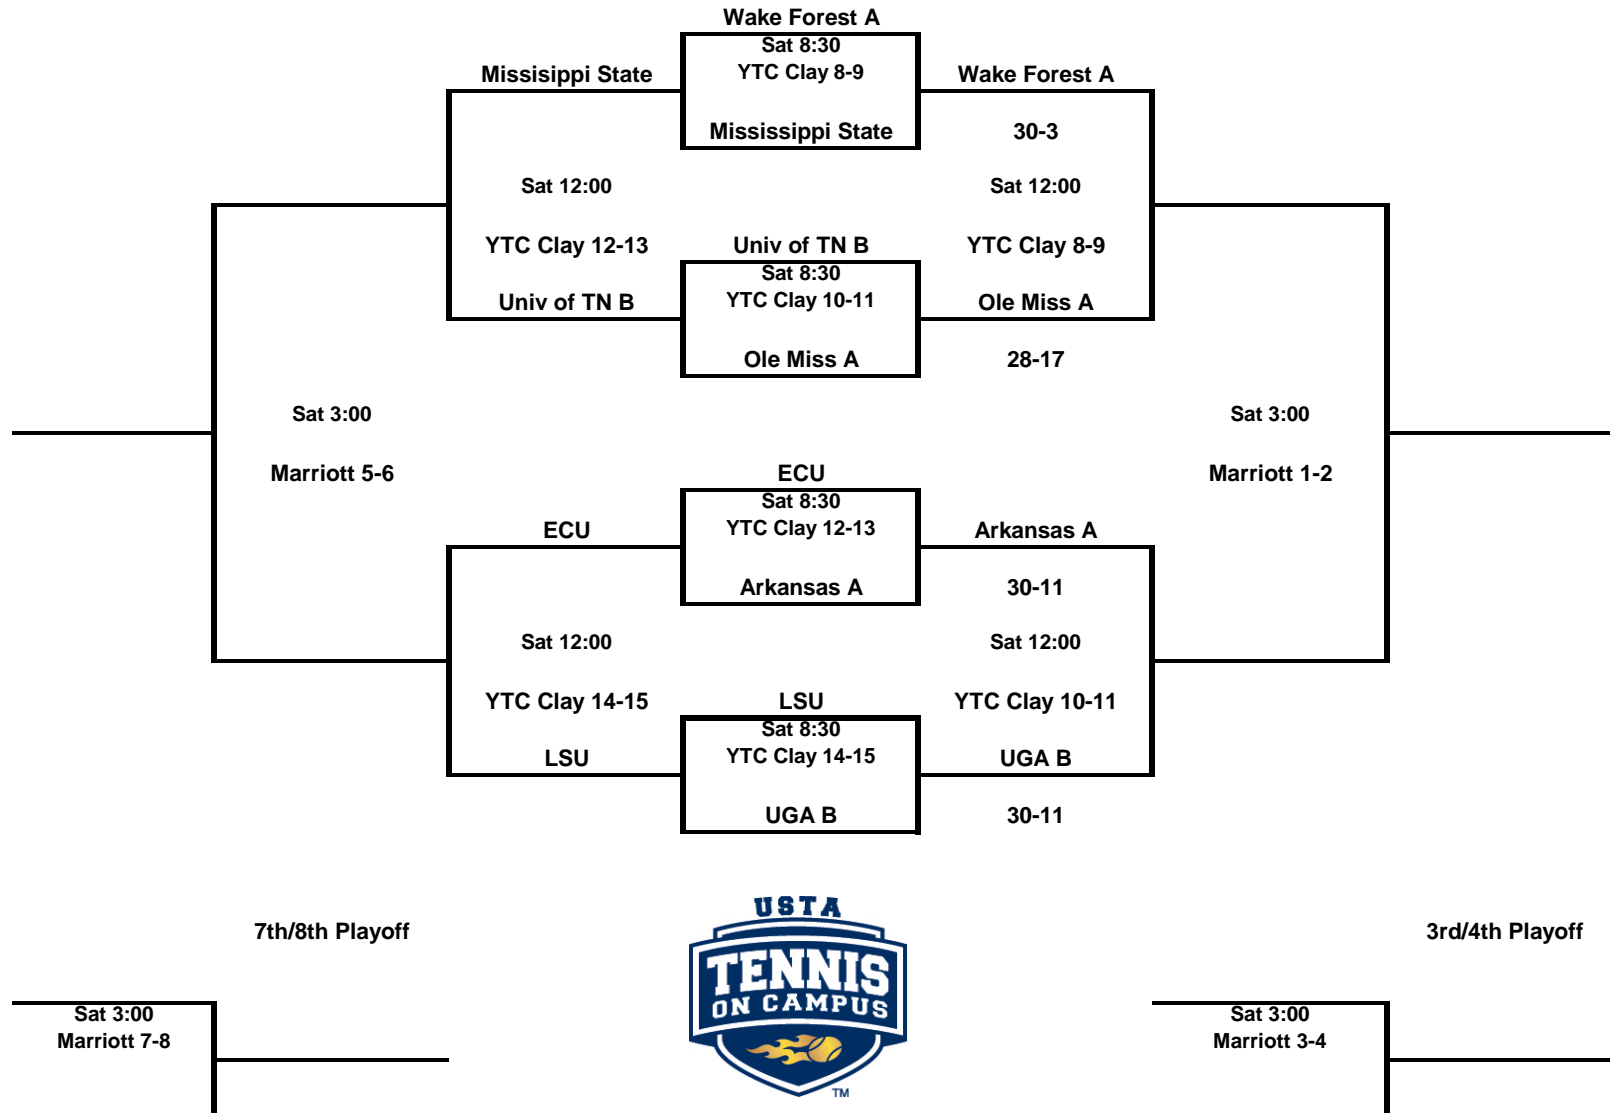 Wake Forest A
Sat 8:30
Missisippi State YTC Clay 8-9 Wake Forest A
Mississippi State 30-3
Sat 12:00 Sat 12:00
YTC Clay 12-13 Univ of TN B YTC Clay 8-9
Sat 8:30
Univ of TN B YTC Clay 10-11 Ole Miss A
Ole Miss A 28-17
Sat 3:00 Sat 3:00
Marriott 5-6 ECU Marriott 1-2
Sat 8:30
ECU YTC Clay 12-13 Arkansas A
Arkansas A 30-11
Sat 12:00 Sat 12:00
YTC Clay 14-15 LSU YTC Clay 10-11
Sat 8:30
LSU YTC Clay 14-15 UGA B
UGA B 30-11
USTA
7th/8th Playoff 3rd/4th Playoff
TENNIS
ON CAMPUS
Sat 3:00 Sat 3:00
Marriott 7-8 Marriott 3-4
TM